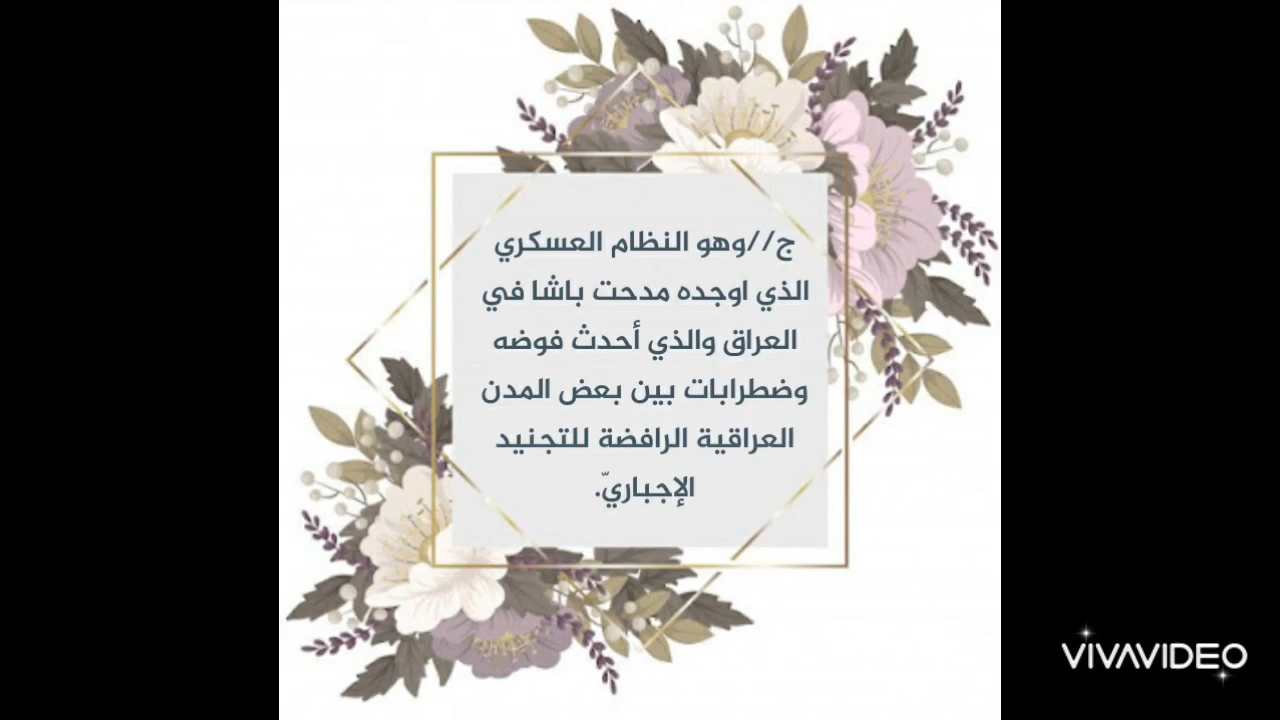 ج//وهو النظام العسكري
الذي اوجده مدحت باشا في
العراق والذي أحدث فوضه
وضطرابات بين بعض المدن
العراقية الرافضة للتجنيد
الإجباريّ.
VIVAVIDEO